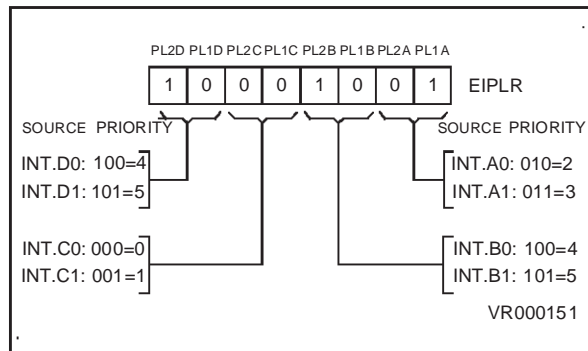 PL2D PL1D PL2C PL1C PL2B PL1B PL2A PL1A
1 0 0 0 1 0 0 1 EIPLR
SOURCE PRIORITY
INT.D0: 100=4
INT.D1: 101=5
INT.C0: 000=0
INT.C1: 001=1
SOURCE PRIORITY
INT.A0: 010=2
INT.A1: 011=3
INT.B0: 100=4
INT.B1: 101=5
VR000151